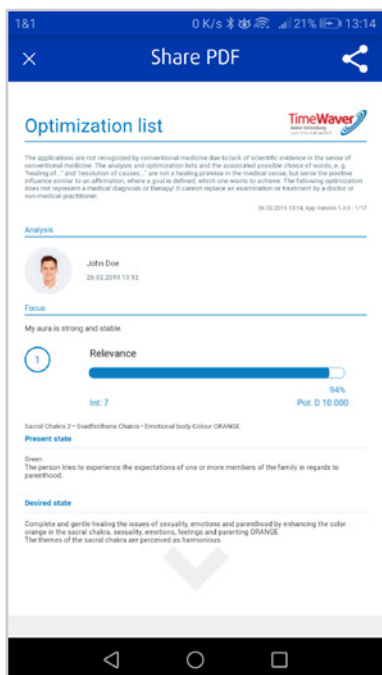 1&1 0 K/s 21% 13:14
Share PDF
Optimization list
TimeWaver
The applications are not recognized by conventional medicine due to lack of scientific evidence in the sense of
conventional medicine. The analysis and optimization lists and the associated possible choice of words, e. g.
"healing of..." and "resolution of causes..." are not a healing promise in the medical sense, but serve the positive
influence similar to an affirmation, where a goal is defined, which one wants to achieve. The following optimization
does not represent a medical diagnosis or therapy! It cannot replace an examination or treatment by a doctor or
non-medical practitioner.
26.02.2019 13:14, App Version 1.3.0 - 1/17
Analysis
John Doe
26.02.2019 13:12
Focus
My aura is strong and stable.
1
Relevance
94%
Int: 7 Pot: D 10.000
Sacral Chakra 2 • Svadhisthana Chakra • Emotional body Colour ORANGE
Present state
Green
The person tries to experience the expectations of one or more members of the family in regards to
parenthood.
Desired state
Complete and gentle healing the issues of sexuality, emotions and parenthood by enhancing the color
orange in the sacral chakra. sexuality, emotions, feelings and parenting ORANGE
The themes of the sacral chakra are perceived as harmonious.